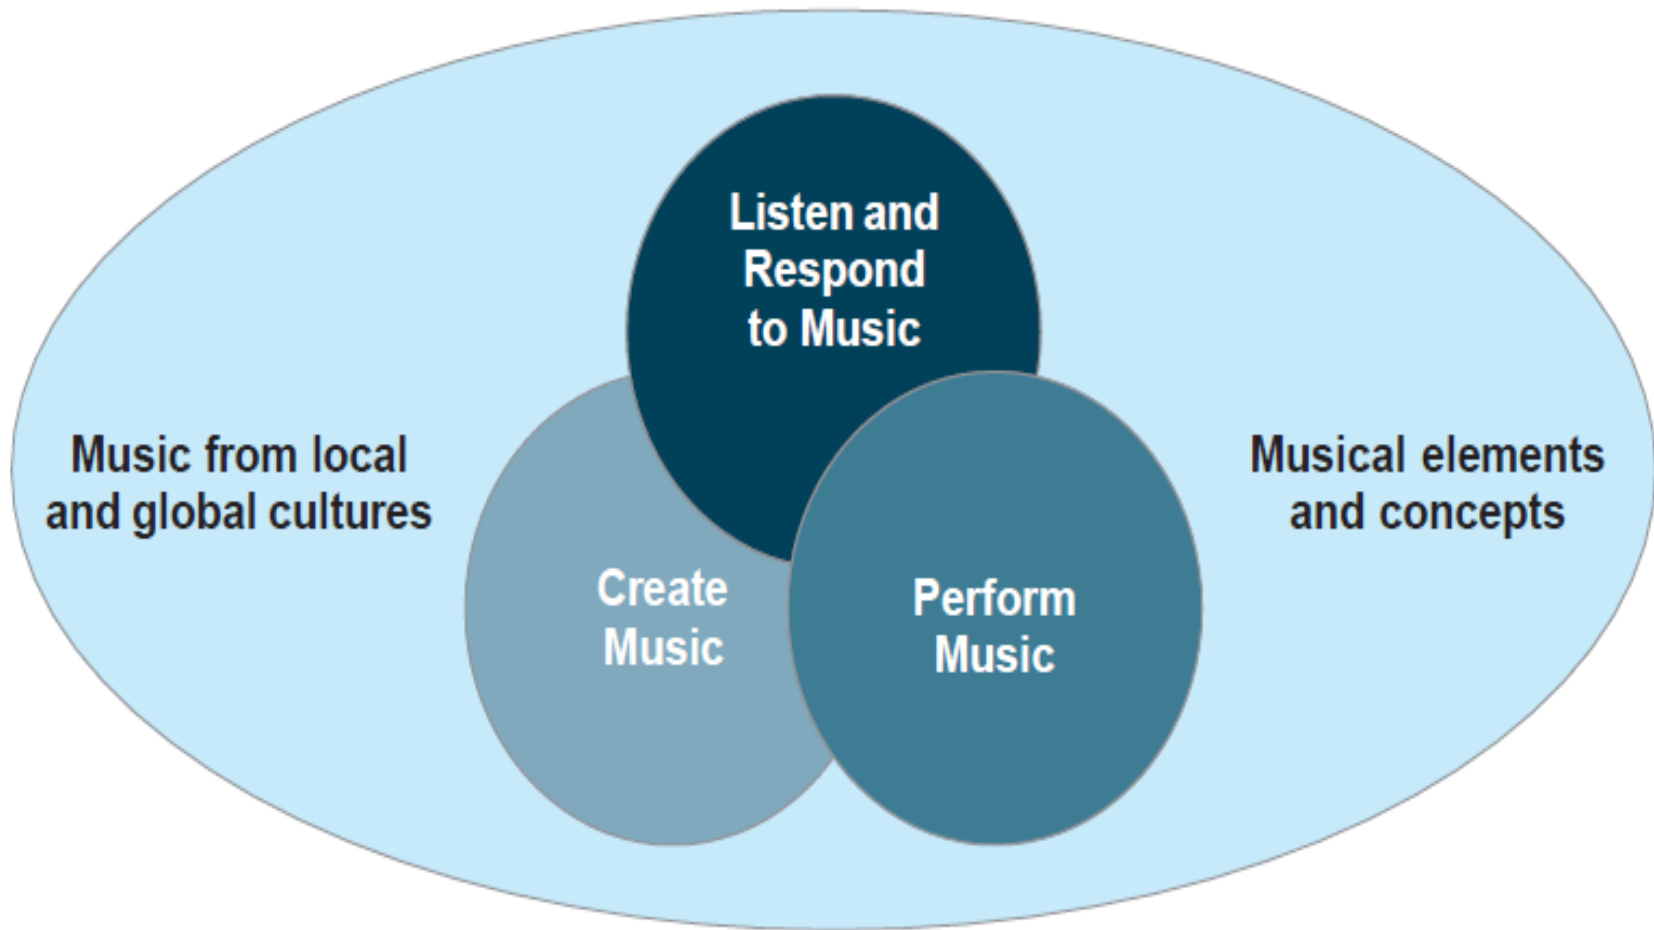 Listen and
Respond
to Music
Music from local
and global cultures
Musical elements
and concepts
Create
Music
Perform
Music